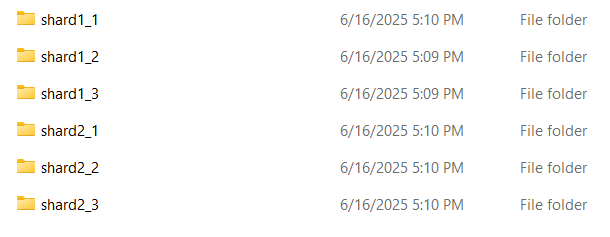 shard1_1 6/16/2025 5:10 PM File folder
shard1_2 6/16/2025 5:09 PM File folder
shard1_3 6/16/2025 5:09 PM File folder
shard2_1 6/16/2025 5:10 PM File folder
shard2_2 6/16/2025 5:10 PM File folder
shard2_3 6/16/2025 5:10 PM File folder